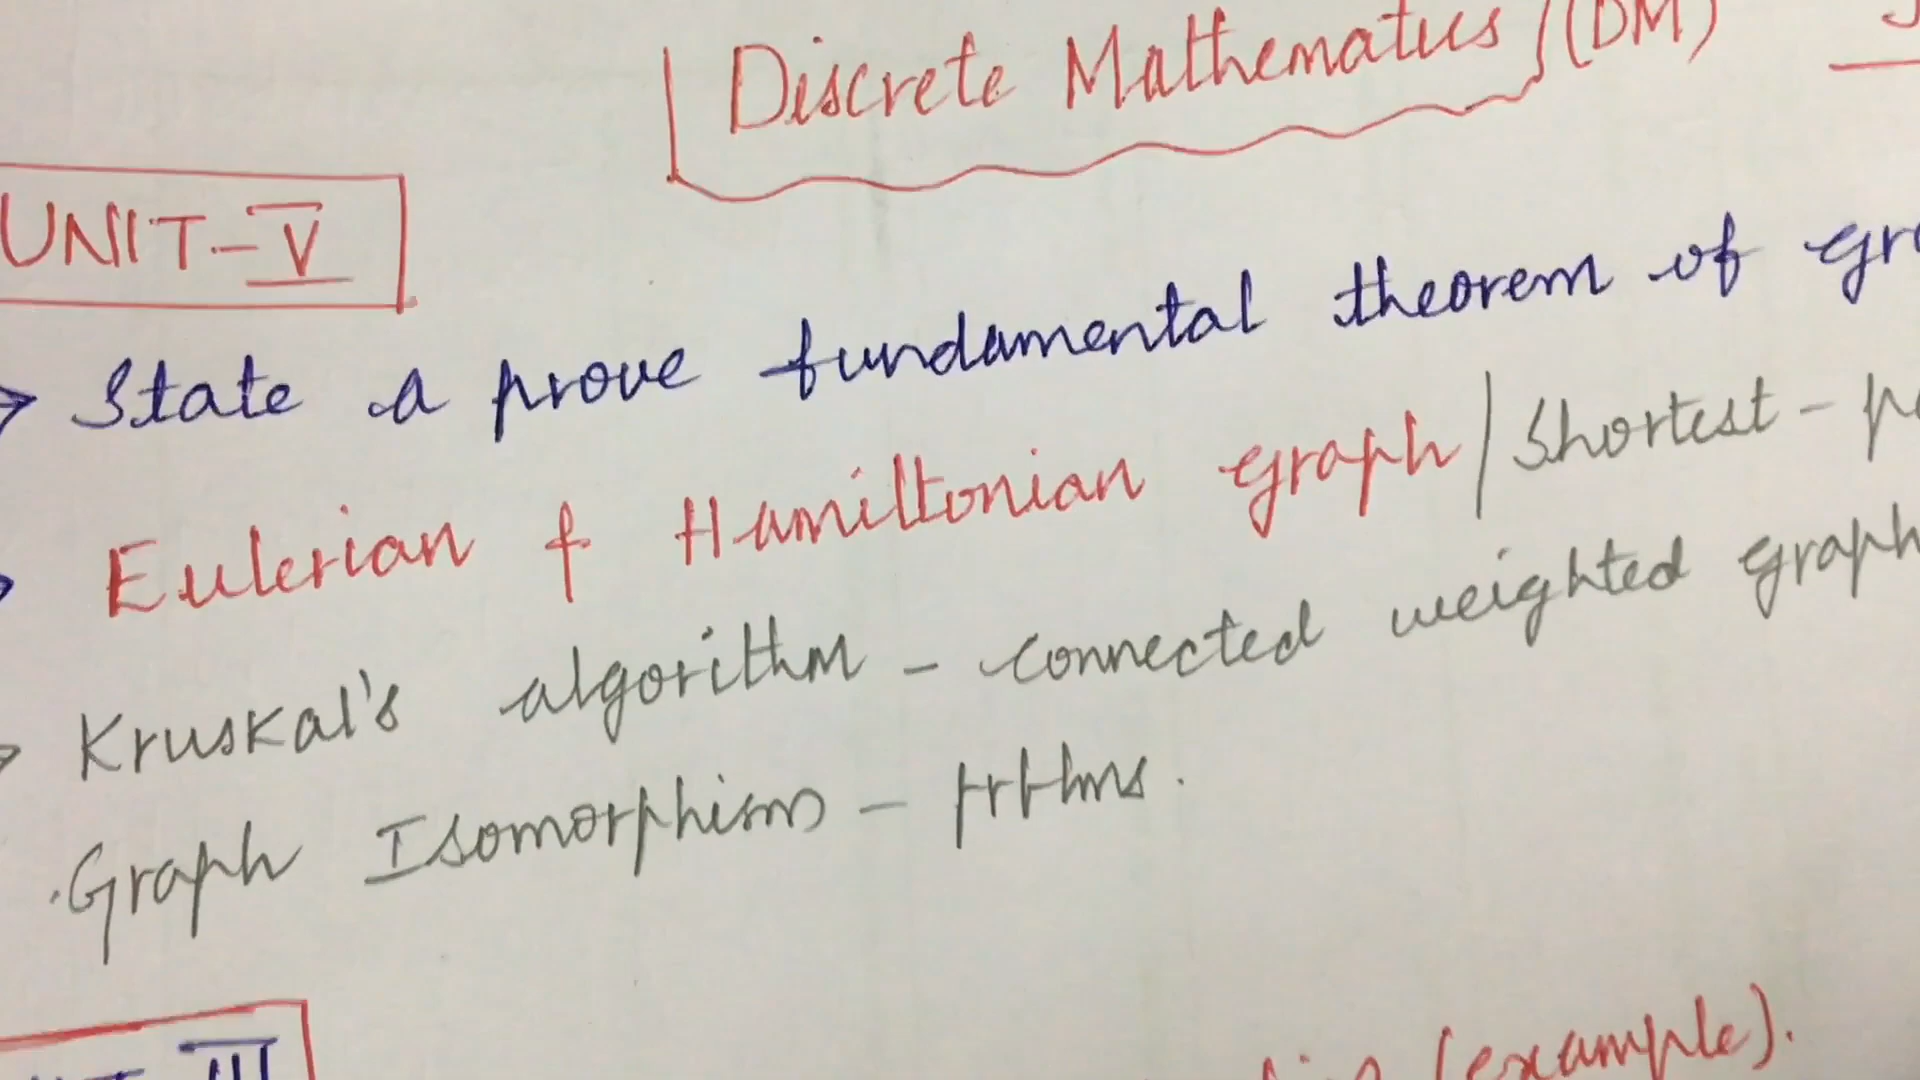 Discrete Mathematics (DM)
UNIT-V
→ State a prove fundamental theorem of
Eulerian & Hamiltonian graph / Shortest -
Kruskal's algorithm - connected weighted graph
Graph Isomorphism - prblms.
III
(example).